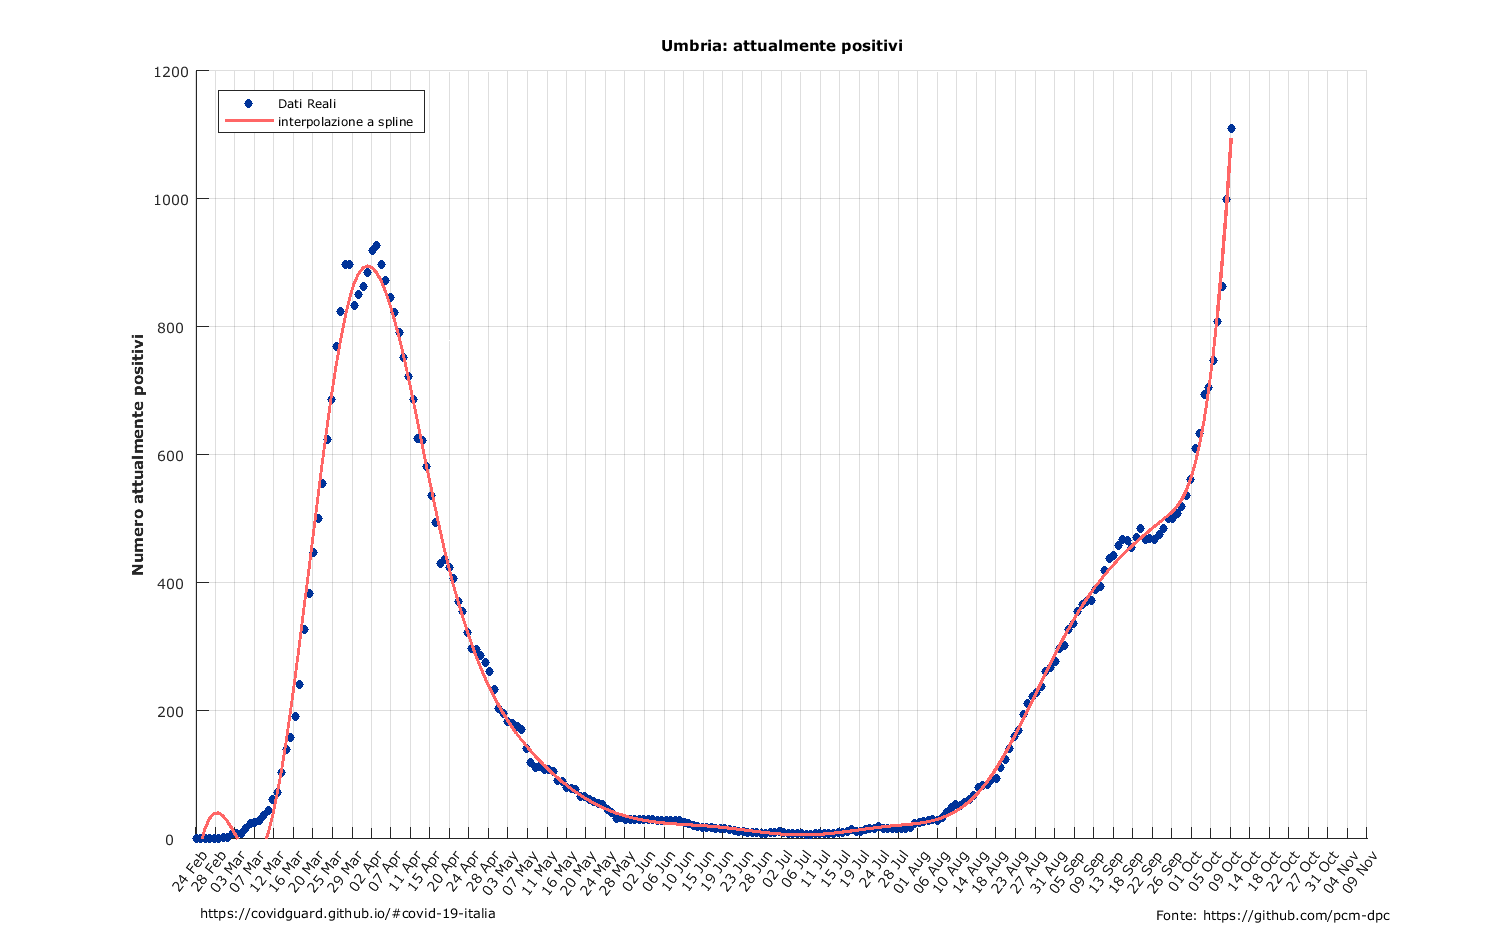 Umbria: attualmente positivi
Dati Reali
interpolazione a spline
Numero attualmente positivi
1200
1000
800
600
400
200
0
24 Feb
28 Feb
03 Mar
07 Mar
12 Mar
16 Mar
20 Mar
25 Mar
29 Mar
02 Apr
07 Apr
11 Apr
15 Apr
20 Apr
24 Apr
28 Apr
03 May
07 May
11 May
16 May
20 May
24 May
28 May
02 Jun
06 Jun
10 Jun
15 Jun
19 Jun
23 Jun
28 Jun
02 Jul
06 Jul
11 Jul
15 Jul
19 Jul
24 Jul
28 Jul
01 Aug
06 Aug
10 Aug
14 Aug
19 Aug
23 Aug
27 Aug
31 Aug
05 Sep
09 Sep
13 Sep
18 Sep
22 Sep
26 Sep
01 Oct
05 Oct
09 Oct
14 Oct
18 Oct
22 Oct
27 Oct
31 Oct
04 Nov
09 Nov
https://covidguard.github.io/#covid-19-italia
Fonte: https://github.com/pcm-dpc